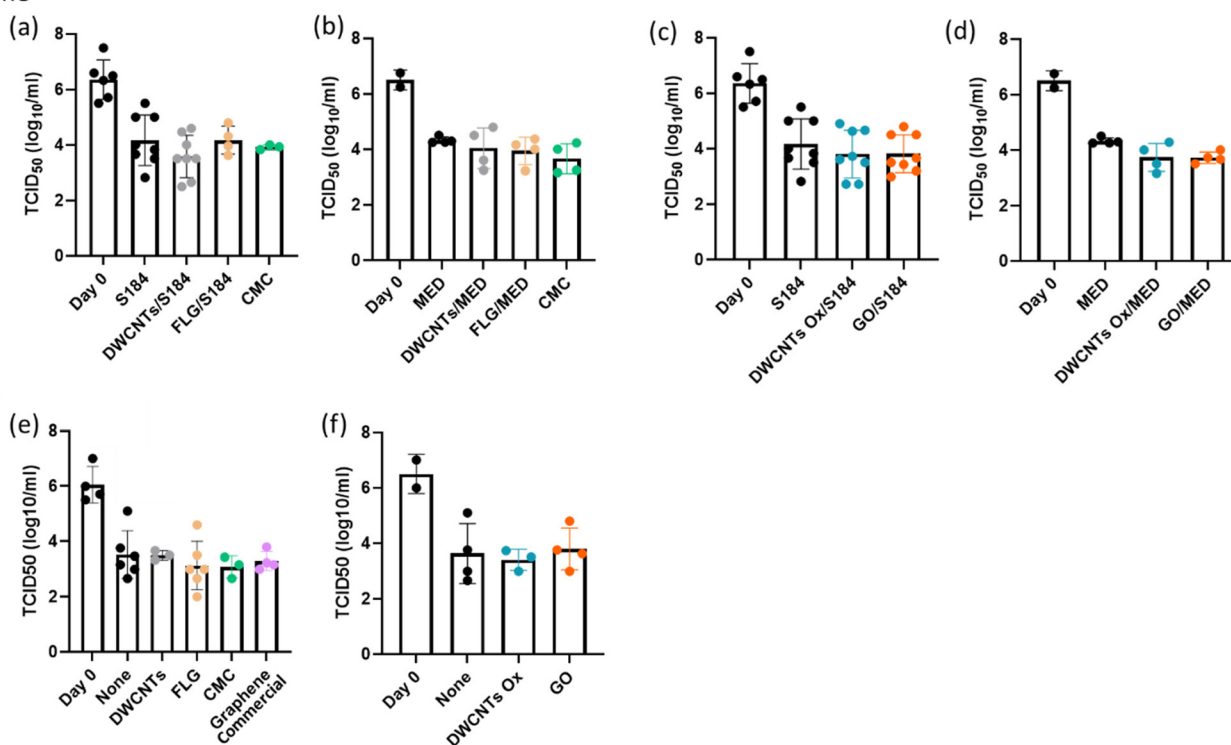 (a)
TCID50 (log10/ml)
8
6
4
2
0
Day 0
S184
DWCNTs/S184
FLG/S184
CMC
(b)
TCID50 (log10/ml)
8
6
4
2
0
Day 0
MED
DWCNTs/MED
FLG/MED
CMC
(c)
TCID50 (log10/ml)
8
6
4
2
0
Day 0
S184
DWCNTs Ox/S184
GO/S184
(d)
TCID50 (log10/ml)
8
6
4
2
0
Day 0
MED
DWCNTs Ox/MED
GO/MED
(e)
TCID50 (log10/ml)
8
6
4
2
0
Day 0
None
DWCNTs
FLG
CMC
Graphene
Commercial
(f)
TCID50 (log10/ml)
8
6
4
2
0
Day 0
None
DWCNTs Ox
GO